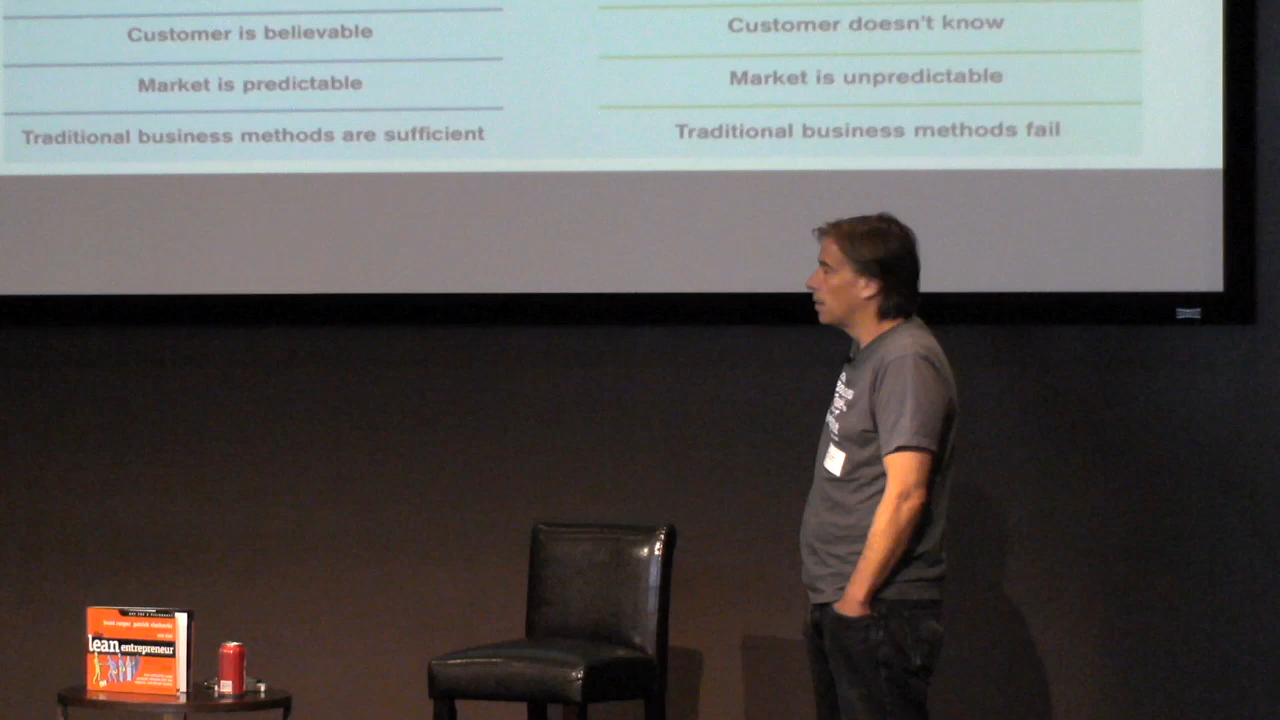 Customer is believable
Market is predictable
Traditional business methods are sufficient
Customer doesn't know
Market is unpredictable
Traditional business methods fail
lean entrepreneur